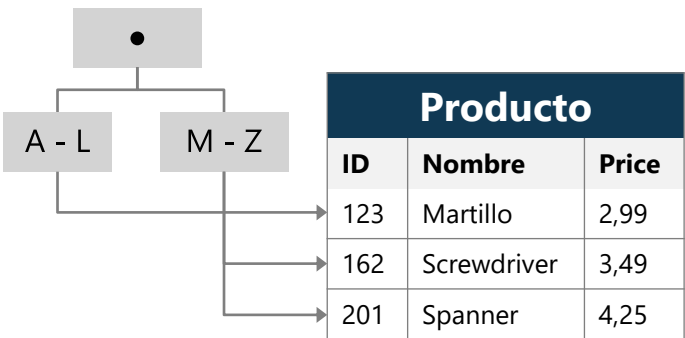 •
A - L
M - Z
Producto
ID Nombre Price
123 Martillo 2,99
162 Screwdriver 3,49
201 Spanner 4,25